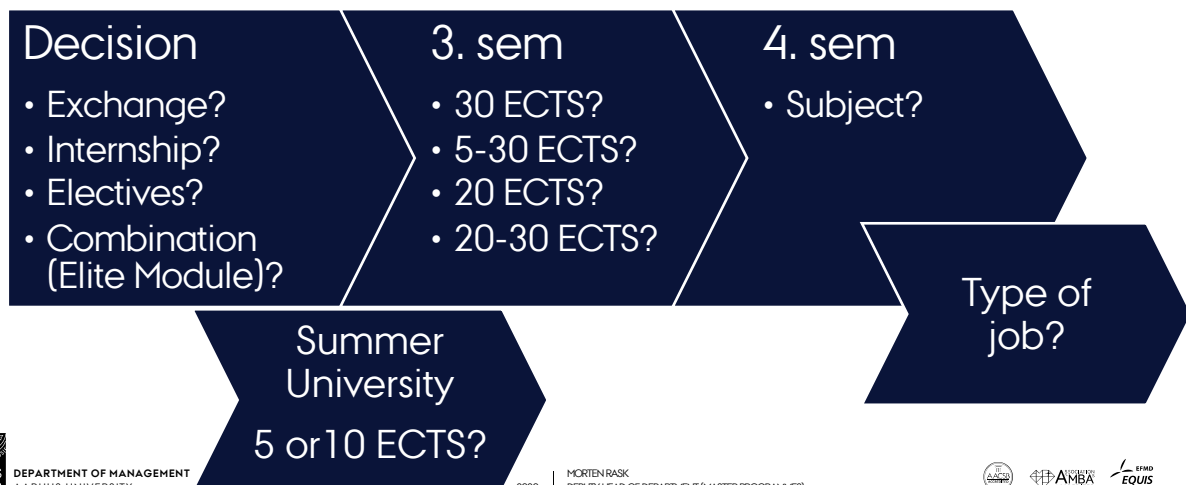 Decision
• Exchange?
• Internship?
• Electives?
• Combination
(Elite Module)?
3. sem
• 30 ECTS?
• 5-30 ECTS?
• 20 ECTS?
• 20-30 ECTS?
4. sem
• Subject?
Type of
job?
Summer
University
5 or10 ECTS?
DEPARTMENT OF MANAGEMENT
MORTEN RASK
AACSB
ASSOCIATION
AMBA
EFMD
EQUIS